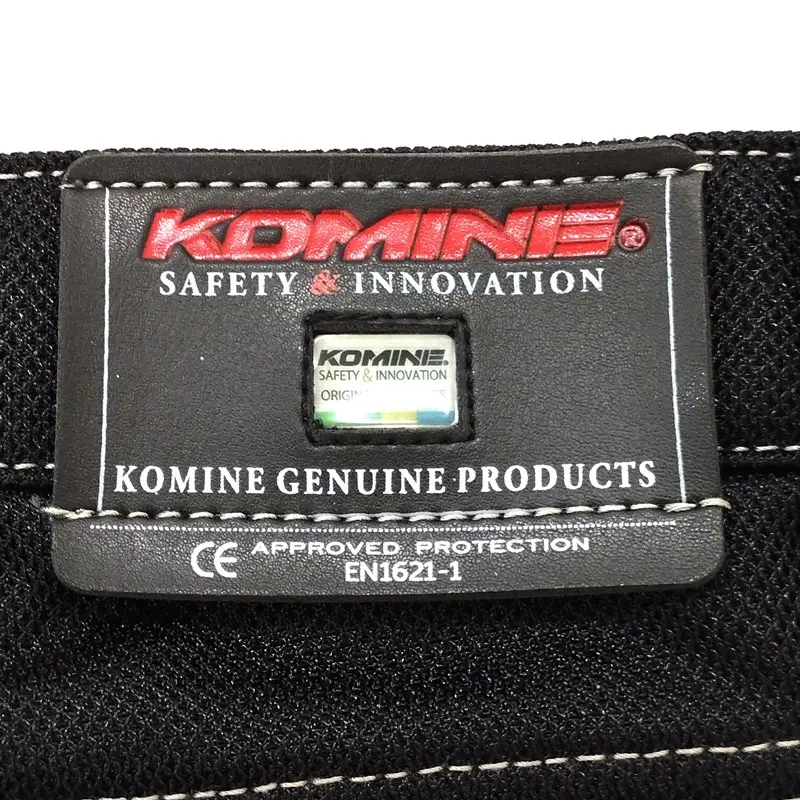 KOMINE®
SAFETY & INNOVATION
KOMINE.
SAFETY & INNOVATION
KOMINE GENUINE PRODUCTS
CE APPROVED PROTECTION
EN1621-1